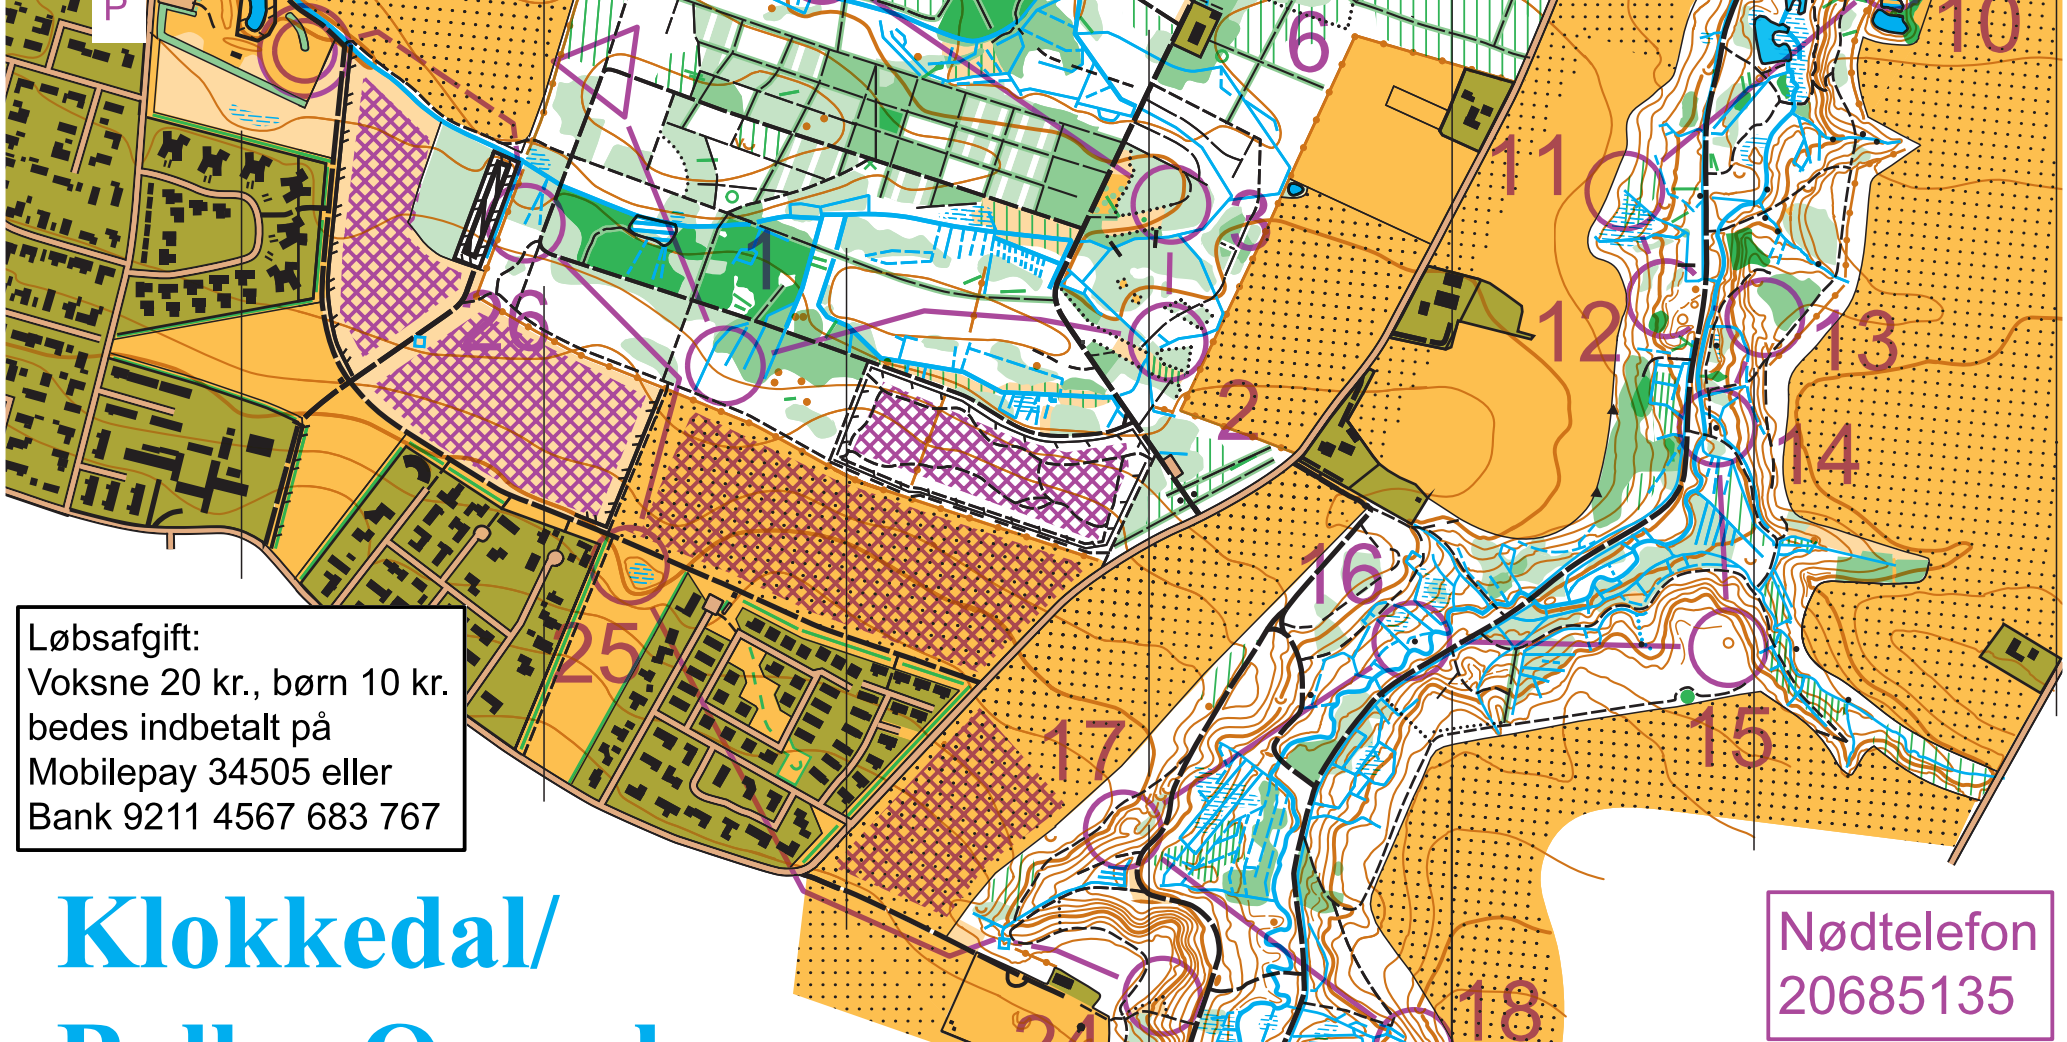 P
6
10
11
3
1
12
13
26
2
14
16
25
15
17
Løbsafgift:
Voksne 20 kr., børn 10 kr.
bedes indbetalt på
Mobilepay 34505 eller
Bank 9211 4567 683 767
Klokkedal/
Nødtelefon
20685135
18